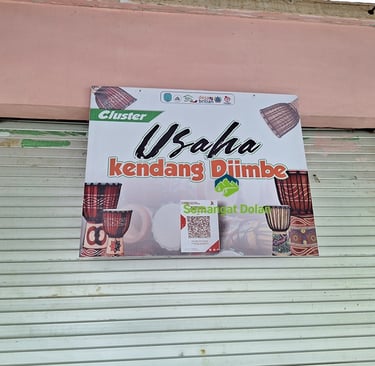 Cluster
Usaha
kendang Djimbe
Semangat Dolan